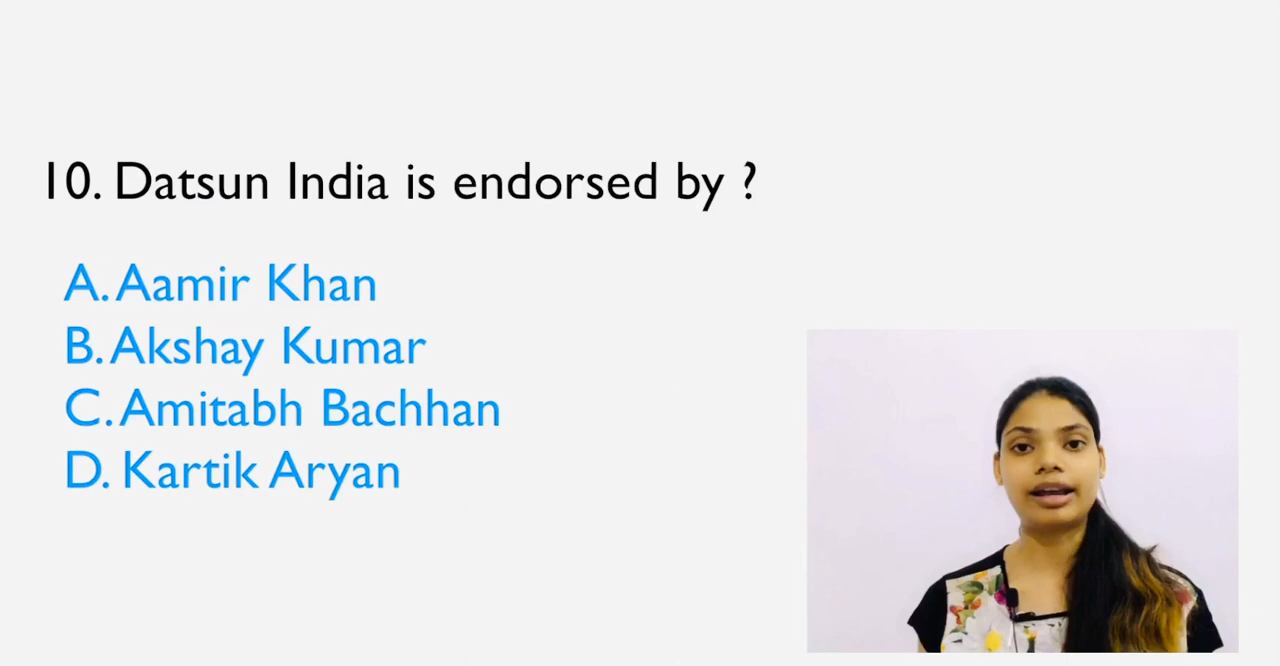 10. Datsun India is endorsed by ?
A. Aamir Khan
B. Akshay Kumar
C. Amitabh Bachhan
D. Kartik Aryan